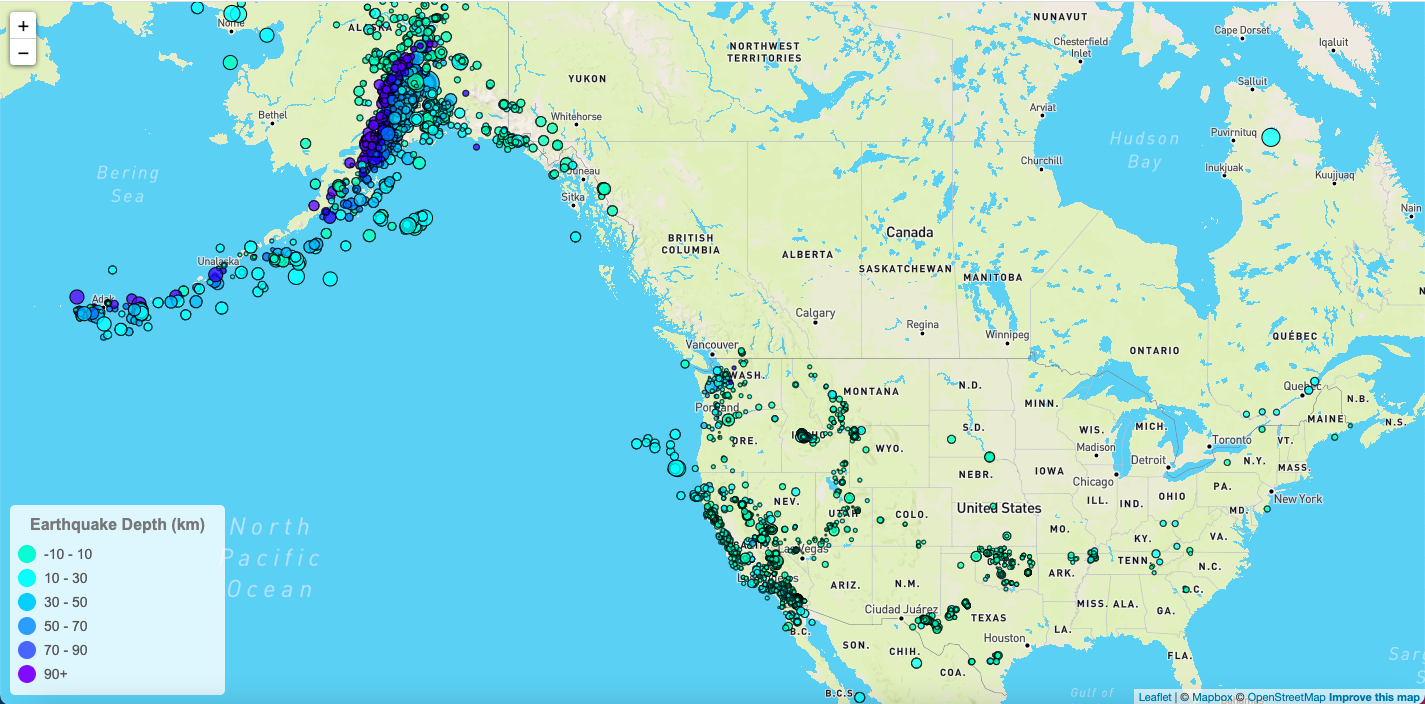 +
−
Nome
ALASKA
NUNAVUT
Cape Dorset
Iqaluit
Chesterfield
Inlet
NORTHWEST
TERRITORIES
YUKON
Salluit
Bethel
Whitehorse
Arviat
Hudson
Bay
Puvirnituq
Churchill
Inukjuak
Kuujjuaq
Bering
Sea
Juneau
Sitka
Nain
BRITISH
COLUMBIA
Canada
ALBERTA
SASKATCHEWAN
MANITOBA
Unalaska
Adak
Calgary
Regina
Winnipeg
QUÉBEC
ONTARIO
Vancouver
WASH.
MONTANA
N.D.
MINN.
Quebec
N.B.
MAINE
N.S.
Portland
ORE.
IDAHO
S.D.
WIS.
MICH.
Madison
Toronto
VT.
WYO.
NEBR.
IOWA
Detroit
Chicago
N.Y.
MASS.
PA.
New York
NEV.
UTAH
COLO.
United States
ILL.
IND.
OHIO
MD.
MO.
KY.
VA.
Las Vegas
TENN.
N.C.
Los Angeles
ARIZ.
N.M.
ARK.
S.C.
Ciudad Juárez
TEXAS
MISS.
ALA.
GA.
B.C.
SON.
CHIH.
Houston
LA.
COA.
FLA.
B.C.S.
Gulf of
North
Pacific
Ocean
Earthquake Depth (km)
-10 - 10
10 - 30
30 - 50
50 - 70
70 - 90
90+
Leaflet | © Mapbox © OpenStreetMap Improve this map